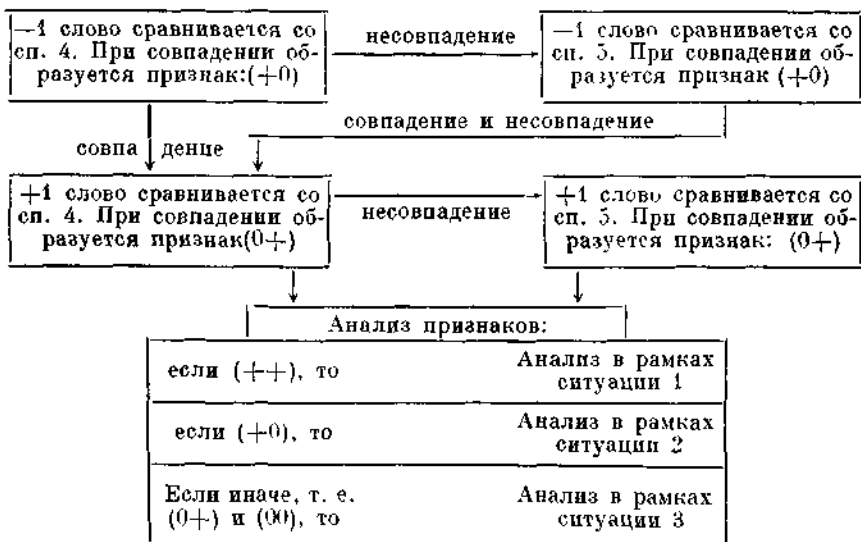 —1 слово сравнивается со
сп. 4. При совпадении об-
разуется признак:(+0)
несовпадение
—1 слово сравнивается со
сп. 5. При совпадении об-
разуется признак (+0)
совпадение
совпадение и несовпадение
+1 слово сравнивается со
сп. 4. При совпадении об-
разуется признак(0+)
несовпадение
+1 слово сравнивается со
сп. 5. При совпадении об-
разуется признак: (0+)
Анализ признаков:
если (++), то
Анализ в рамках
ситуации 1
если (+0), то
Анализ в рамках
ситуации 2
Если иначе, т. е.
(0+) и (00), то
Анализ в рамках
ситуации 3